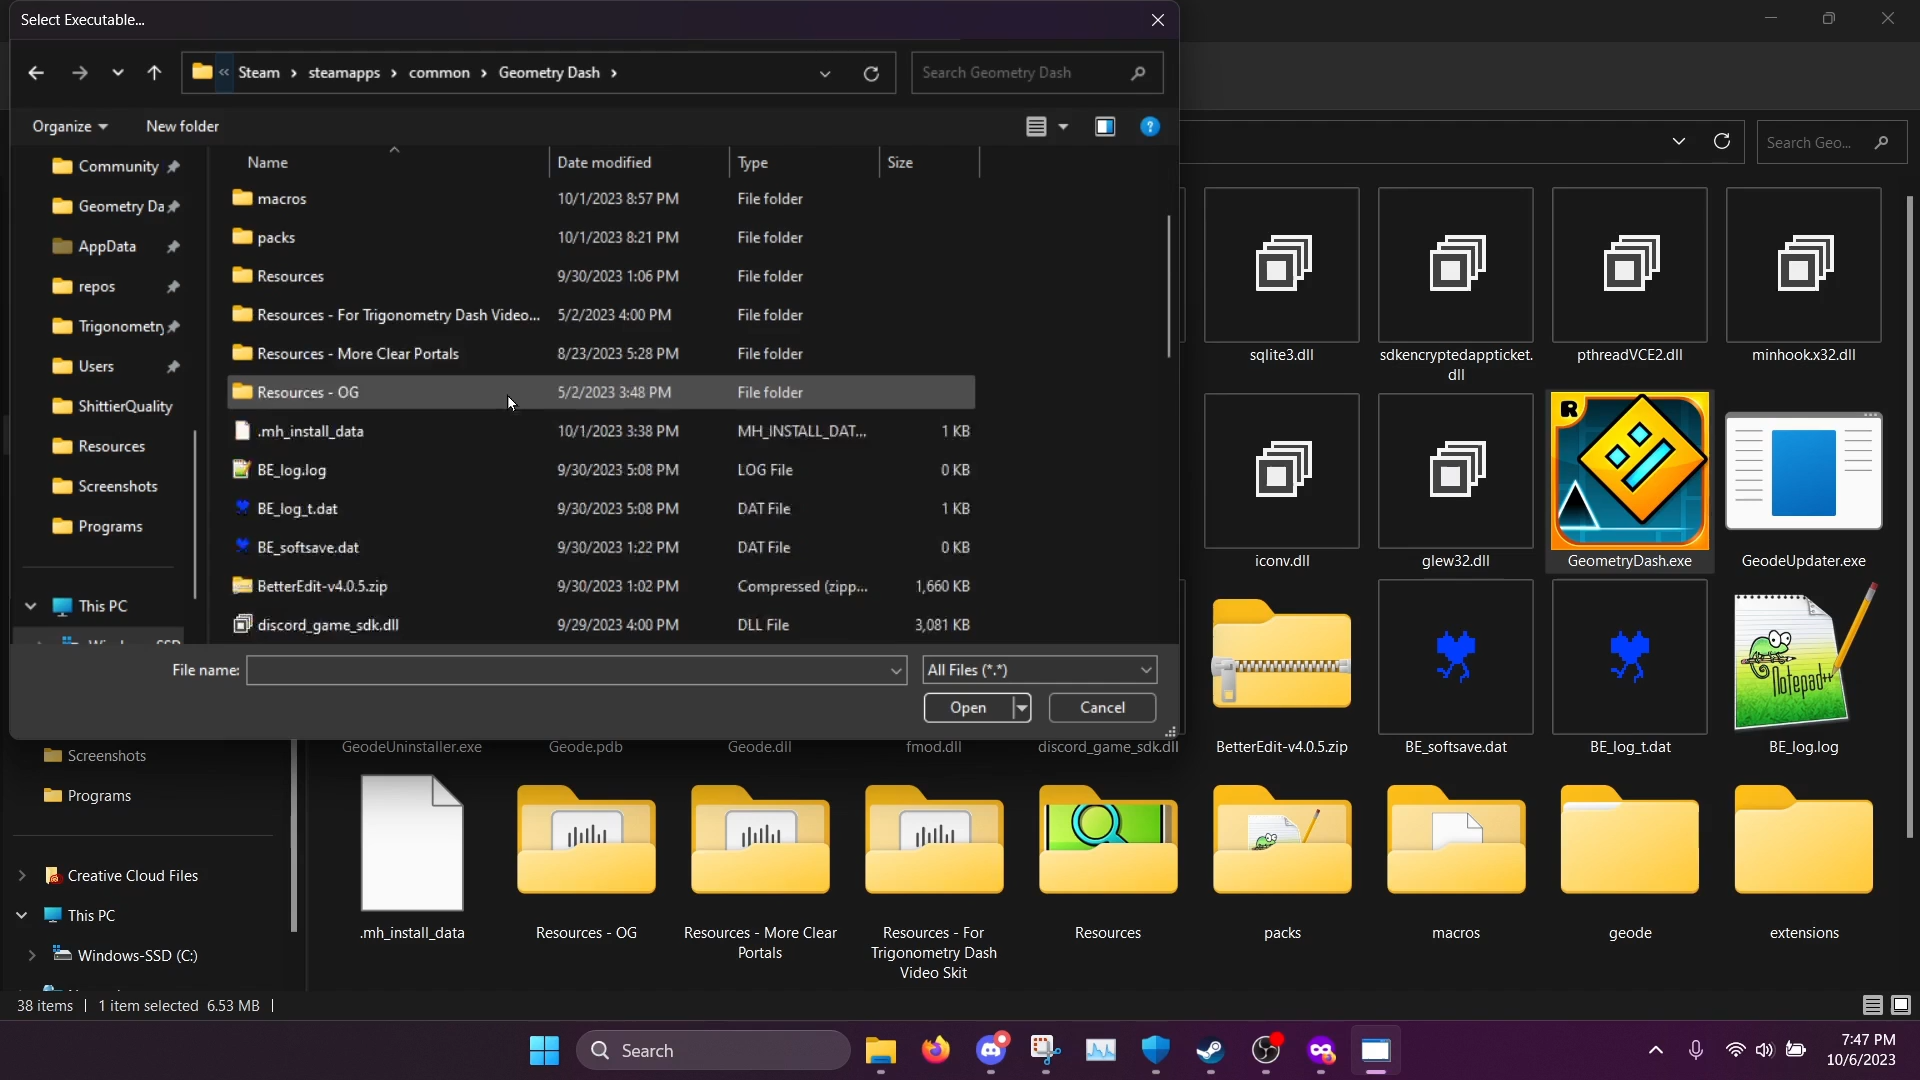 Select Executable...
« Steam › steamapps › common › Geometry Dash ›
Search Geometry Dash
Organize
New folder
Search Geo...
Community
Geometry Da
AppData
repos
Trigonometry
Users
ShittierQuality
Resources
Screenshots
Programs
This PC
Name Date modified Type Size
macros 10/1/2023 8:57 PM File folder
packs 10/1/2023 8:21 PM File folder
Resources 9/30/2023 1:06 PM File folder
Resources - For Trigonometry Dash Video... 5/2/2023 4:00 PM File folder
Resources - More Clear Portals 8/23/2023 5:28 PM File folder
Resources - OG 5/2/2023 3:48 PM File folder
.mh_install_data 10/1/2023 3:38 PM MH_INSTALL_DAT... 1 KB
BE_log.log 9/30/2023 5:08 PM LOG File 0 KB
BE_log_t.dat 9/30/2023 5:08 PM DAT File 1 KB
BE_softsave.dat 9/30/2023 1:22 PM DAT File 0 KB
BetterEdit-v4.0.5.zip 9/30/2023 1:02 PM Compressed (zipp... 1,660 KB
discord_game_sdk.dll 9/29/2023 4:00 PM DLL File 3,081 KB
File name:
All Files (*.*)
Open
Cancel
sqlite3.dll
sdkencryptedappticket.
dll
pthreadVCE2.dll
minhook.x32.dll
iconv.dll
glew32.dll
R
GeometryDash.exe
GeodeUpdater.exe
Notepad++
GeodeUninstaller.exe
Geode.pdb
Geode.dll
fmod.dll
discord_game_sdk.dll
BetterEdit-v4.0.5.zip
BE_softsave.dat
BE_log_t.dat
BE_log.log
Screenshots
Programs
Creative Cloud Files
This PC
Windows-SSD (C:)
.mh_install_data
Resources - OG
Resources - More Clear
Portals
Resources - For
Trigonometry Dash
Video Skit
Resources
packs
macros
geode
extensions
38 items
1 item selected 6.53 MB
Search
7:47 PM
10/6/2023